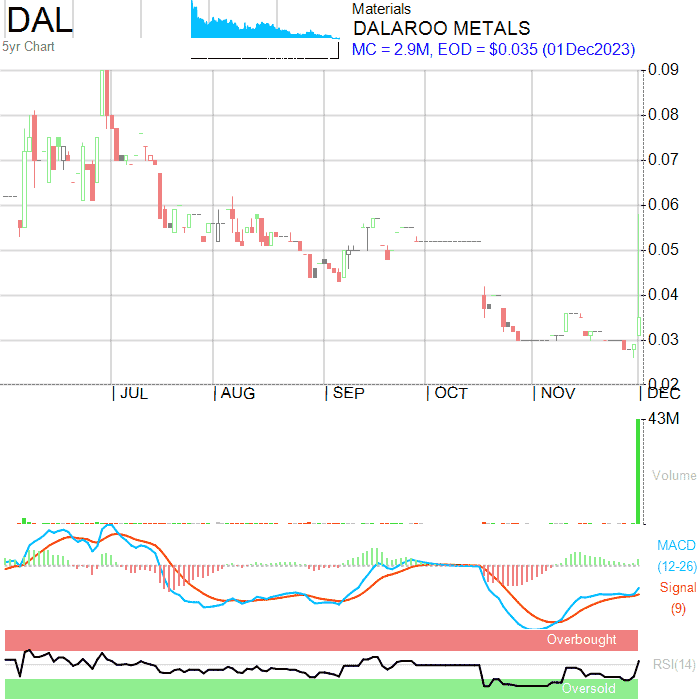 DAL
5yr Chart
Materials
DALAROO METALS
MC = 2.9M, EOD = $0.035 (01Dec2023)
0.09
0.08
0.07
0.06
0.05
0.04
0.03
0.02
JUL
AUG
SEP
OCT
NOV
DEC
43M
Volume
MACD
(12-26)
Signal
(9)
Overbought
RSI(14)
Oversold